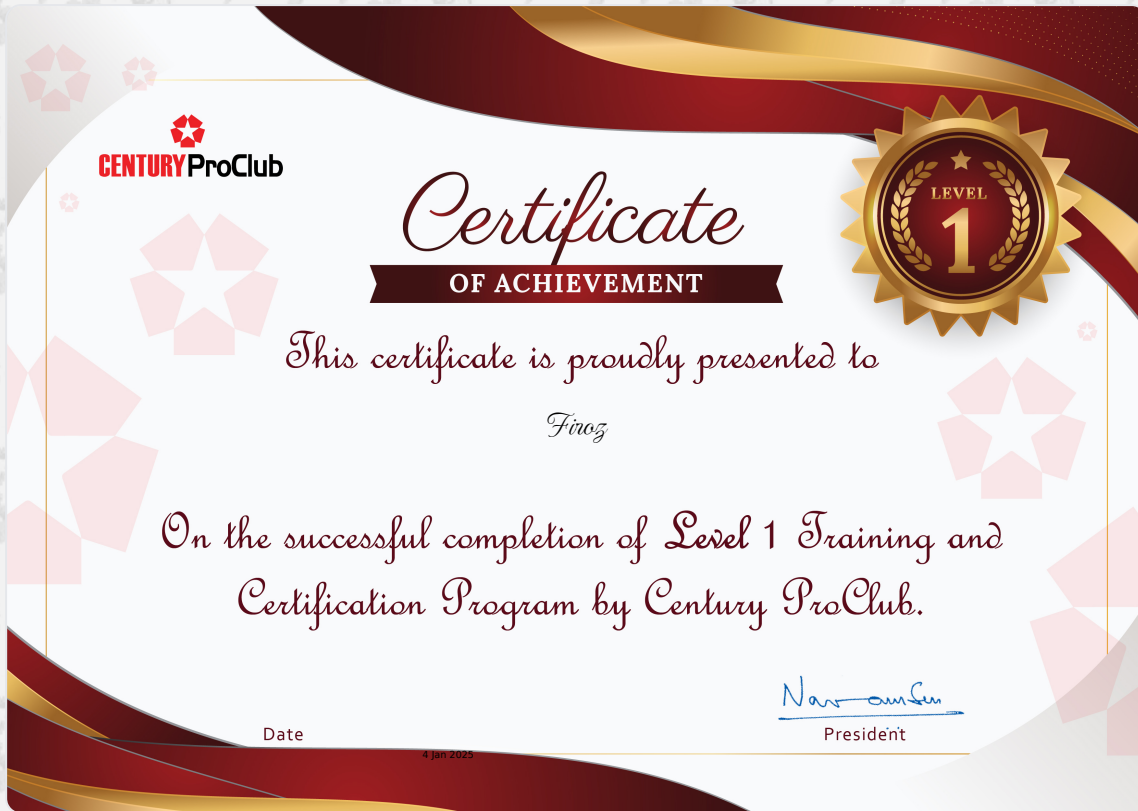 CENTURY ProClub
LEVEL
1
Certificate
OF ACHIEVEMENT
This certificate is proudly presented to
Firoz
On the successful completion of Level 1 Training and
Certification Program by Century ProClub.
Date
4 Jan 2025
President